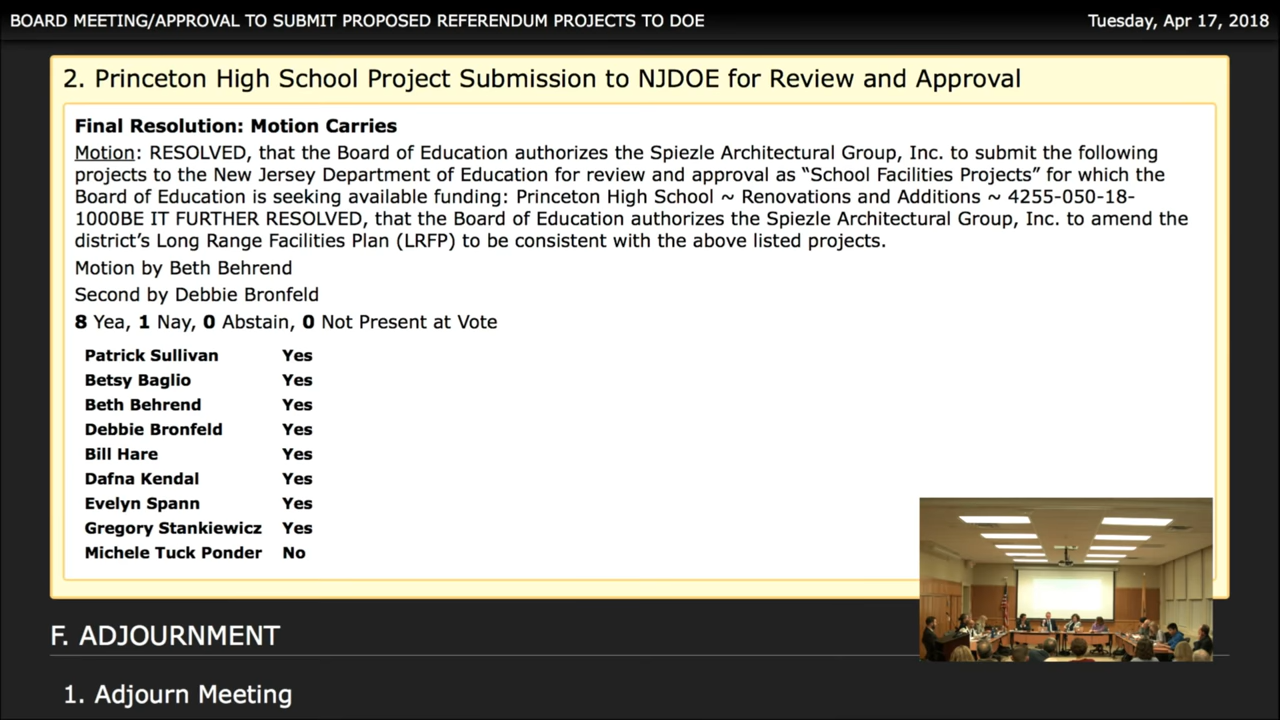 BOARD MEETING/APPROVAL TO SUBMIT PROPOSED REFERENDUM PROJECTS TO DOE
Tuesday, Apr 17, 2018
2. Princeton High School Project Submission to NJDOE for Review and Approval
Final Resolution: Motion Carries
Motion: RESOLVED, that the Board of Education authorizes the Spiezle Architectural Group, Inc. to submit the following
projects to the New Jersey Department of Education for review and approval as “School Facilities Projects” for which the
Board of Education is seeking available funding: Princeton High School ~ Renovations and Additions ~ 4255-050-18-
1000BE IT FURTHER RESOLVED, that the Board of Education authorizes the Spiezle Architectural Group, Inc. to amend the
district’s Long Range Facilities Plan (LRFP) to be consistent with the above listed projects.
Motion by Beth Behrend
Second by Debbie Bronfeld
8 Yea, 1 Nay, 0 Abstain, 0 Not Present at Vote
Patrick Sullivan Yes
Betsy Baglio Yes
Beth Behrend Yes
Debbie Bronfeld Yes
Bill Hare Yes
Dafna Kendal Yes
Evelyn Spann Yes
Gregory Stankiewicz Yes
Michele Tuck Ponder No
F. ADJOURNMENT
1. Adjourn Meeting